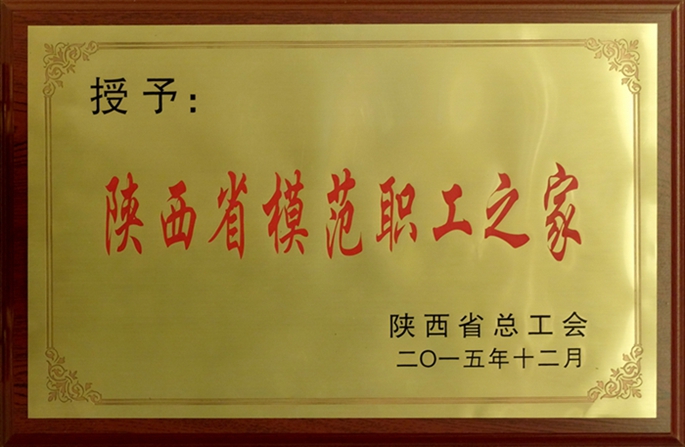 授予：
陕西省模范职工之家
陕西省总工会
二〇一五年十二月